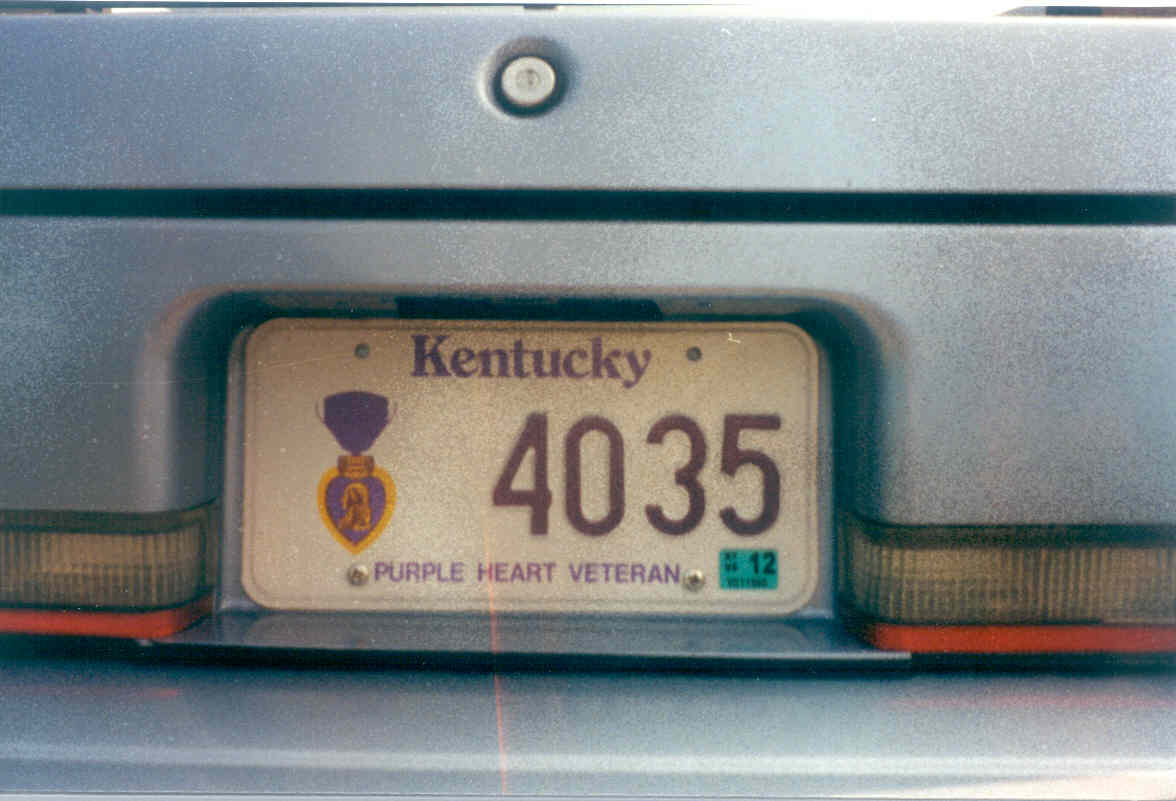 Kentucky
4035
PURPLE HEART VETERAN
12